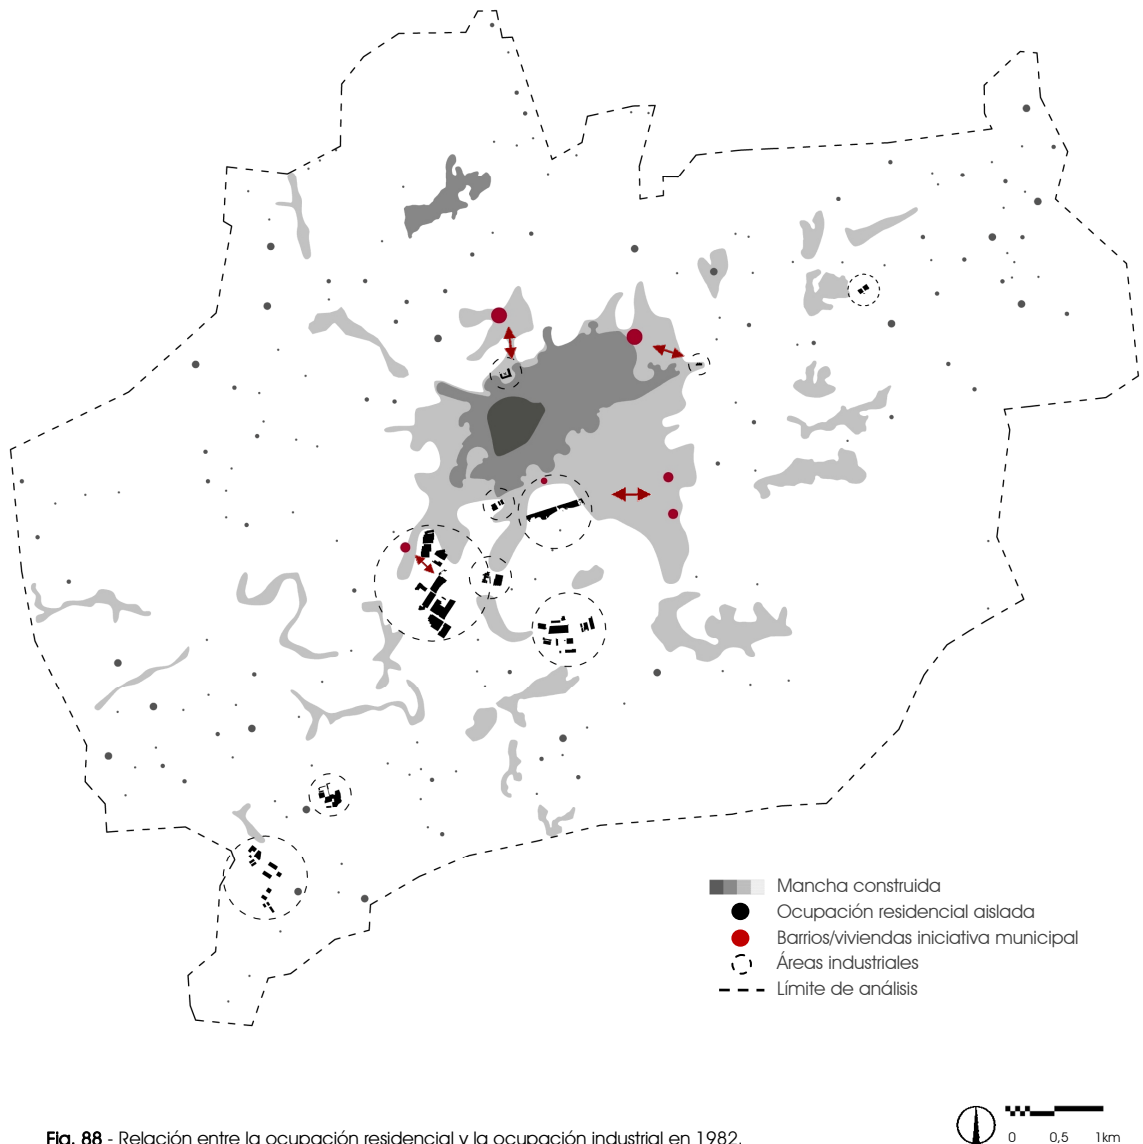 Mancha construida
Ocupación residencial aislada
Barrios/viviendas iniciativa municipal
Áreas industriales
Límite de análisis
0 0,5 1km
Fig. 88 - Relación entre la ocupación residencial y la ocupación industrial en 1982.